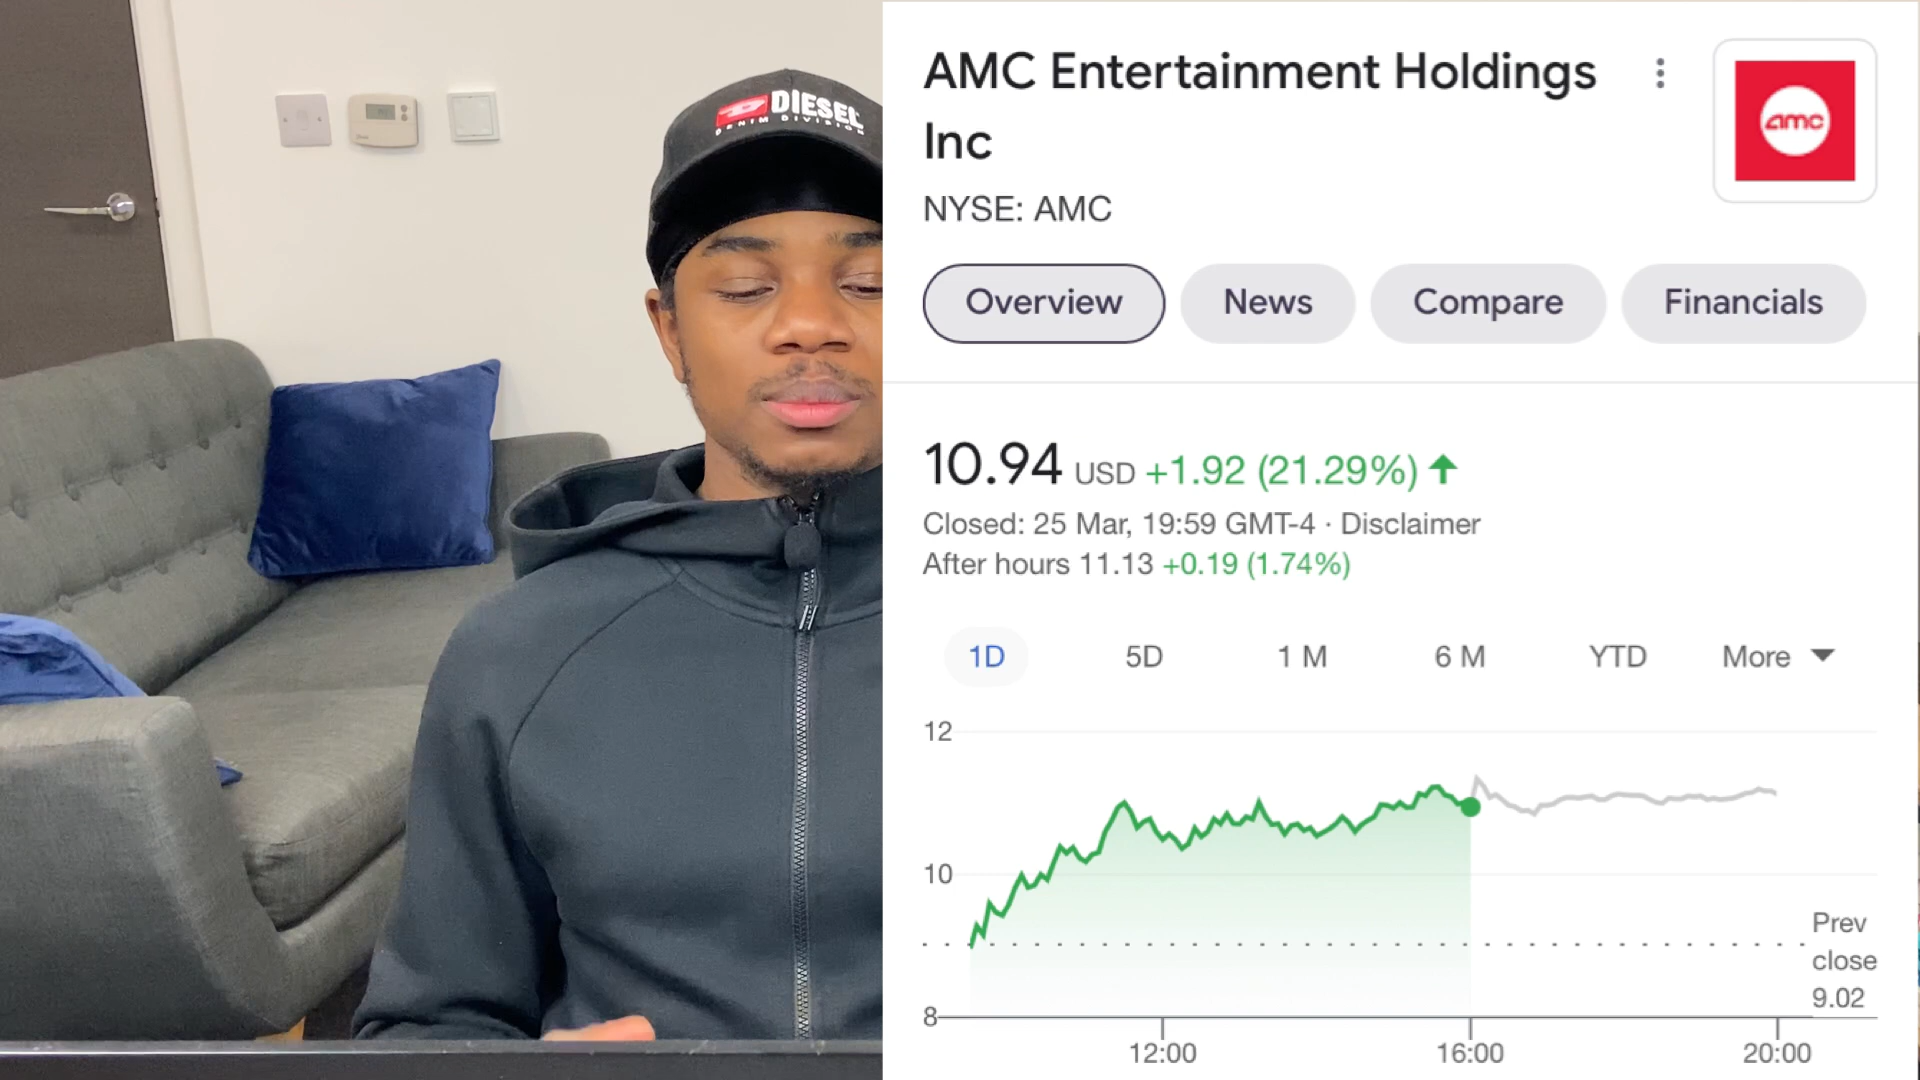 DIESEL
DENIM DIVISION
AMC Entertainment Holdings
Inc
amc
NYSE: AMC
Overview
News
Compare
Financials
10.94 USD +1.92 (21.29%)
Closed: 25 Mar, 19:59 GMT-4 · Disclaimer
After hours 11.13 +0.19 (1.74%)
1D
5D
1 M
6 M
YTD
More
12
10
Prev
close
9.02
8
12:00
16:00
20:00